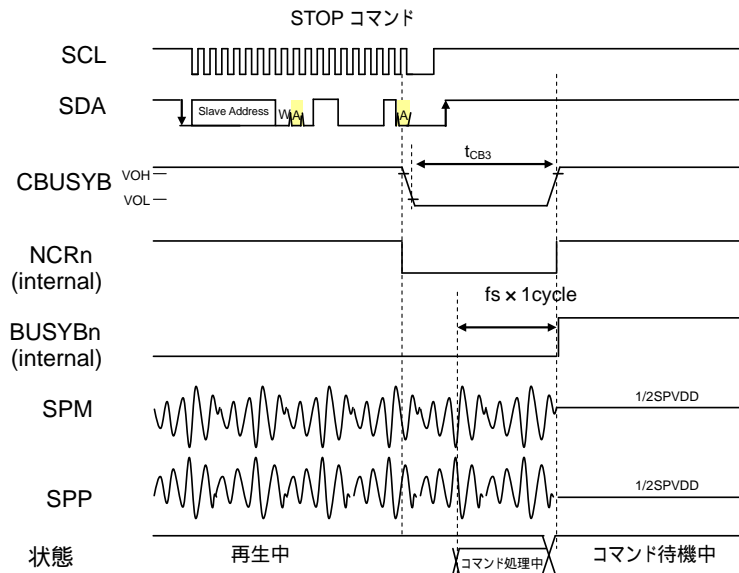 STOP コマンド
SCL
SDA
Slave Address
W
A
A
CBUSYB
VOH
VOL
tCB3
NCRn
(internal)
fs × 1cycle
BUSYBn
(internal)
SPM
1/2SPVDD
SPP
1/2SPVDD
状態
再生中
コマンド処理中
コマンド待機中